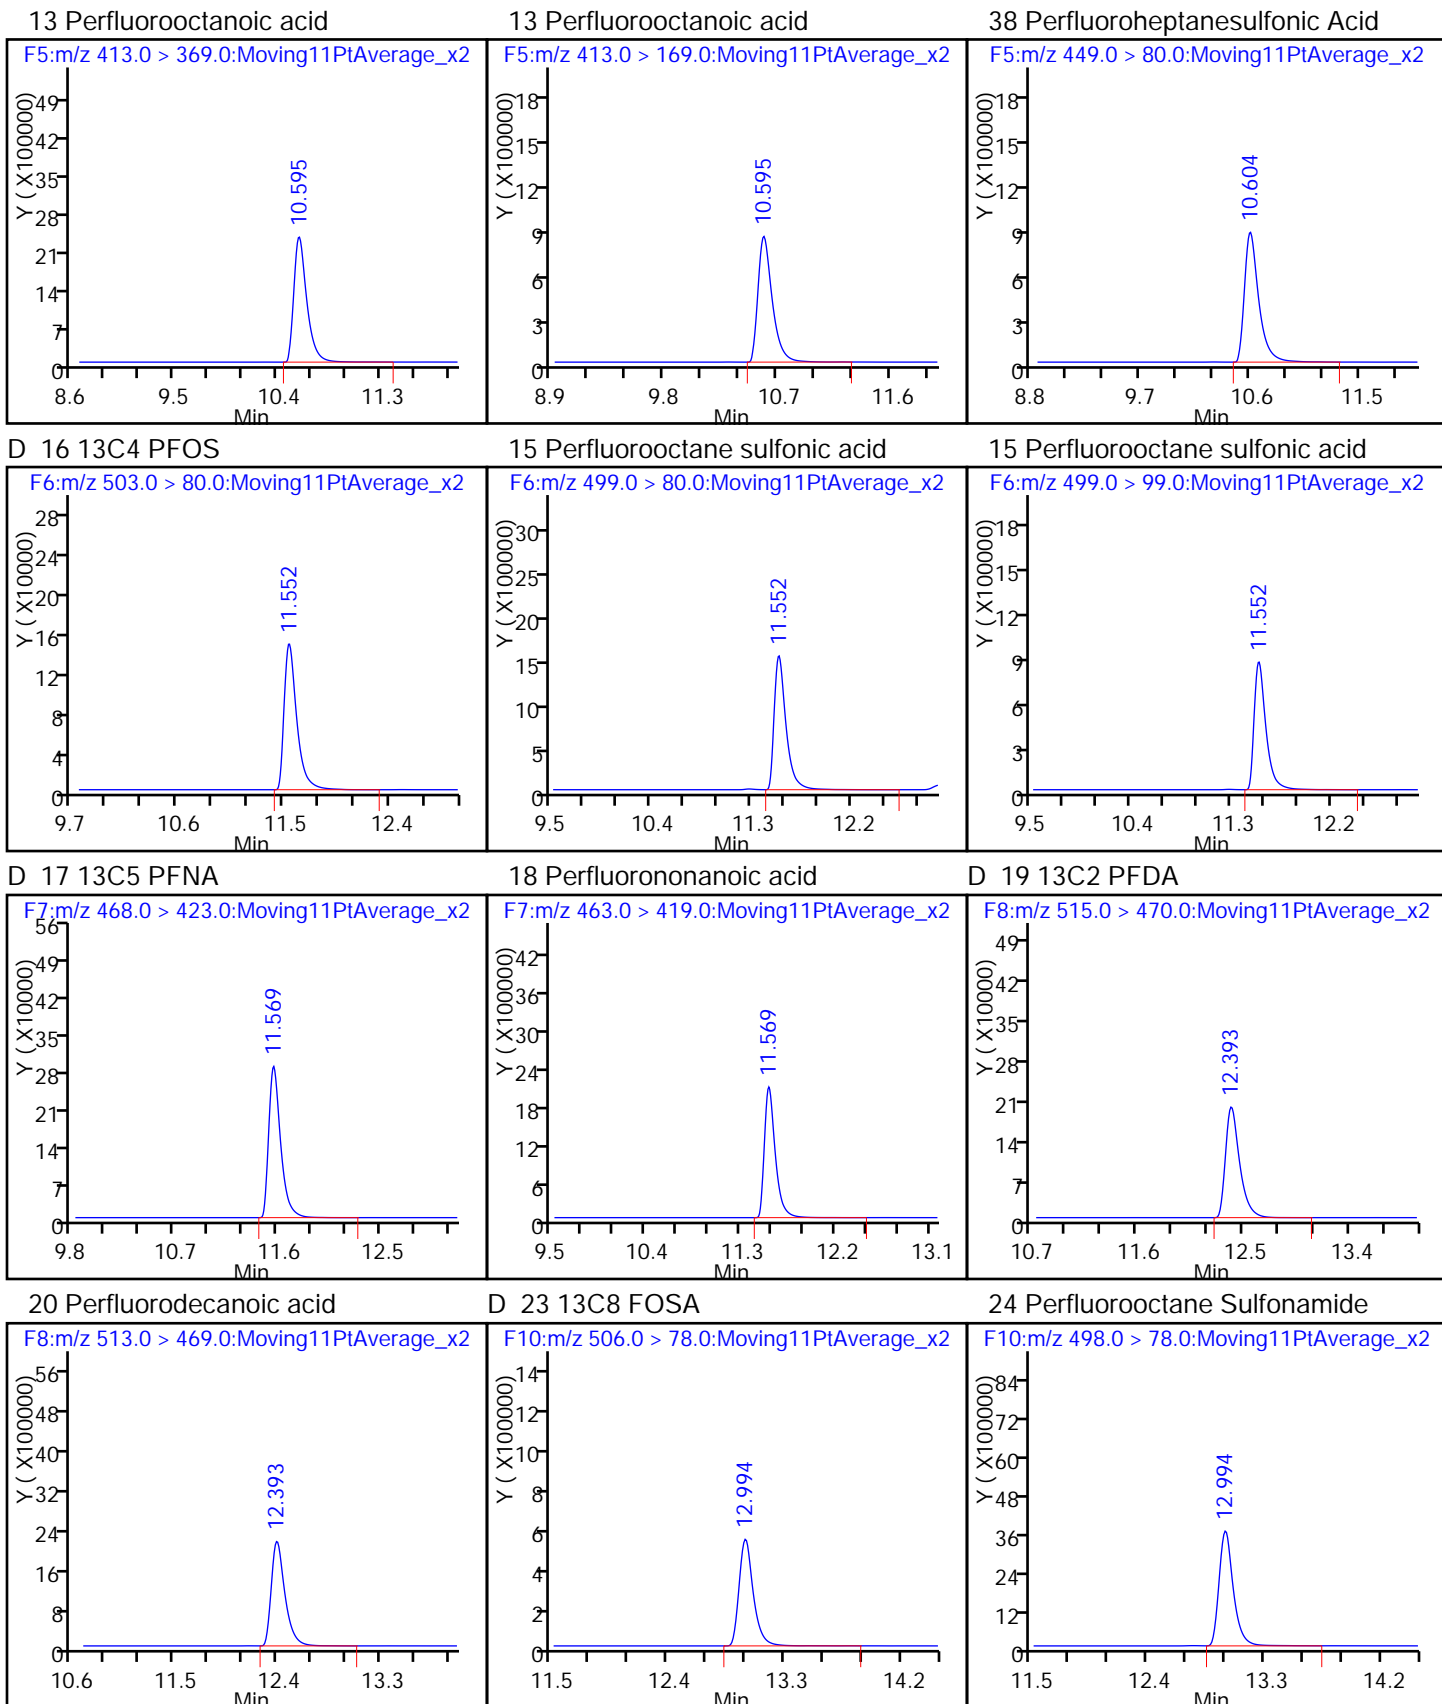 13 Perfluorooctanoic acid
F5:m/z 413.0 > 369.0:Moving11PtAverage_x2
Y ( X100000)
49
42
35
28
21
14
7
0
10.595
8.6 9.5 10.4 11.3
Min
13 Perfluorooctanoic acid
F5:m/z 413.0 > 169.0:Moving11PtAverage_x2
Y ( X100000)
18
15
12
9
6
3
0
10.595
8.9 9.8 10.7 11.6
Min
38 Perfluoroheptanesulfonic Acid
F5:m/z 449.0 > 80.0:Moving11PtAverage_x2
Y ( X100000)
18
15
12
9
6
3
0
10.604
8.8 9.7 10.6 11.5
Min
D 16 13C4 PFOS
F6:m/z 503.0 > 80.0:Moving11PtAverage_x2
Y ( X10000)
28
24
20
16
12
8
4
0
11.552
9.7 10.6 11.5 12.4
Min
15 Perfluorooctane sulfonic acid
F6:m/z 499.0 > 80.0:Moving11PtAverage_x2
Y ( X100000)
30
25
20
15
10
5
0
11.552
9.5 10.4 11.3 12.2
Min
15 Perfluorooctane sulfonic acid
F6:m/z 499.0 > 99.0:Moving11PtAverage_x2
Y ( X100000)
18
15
12
9
6
3
0
11.552
9.5 10.4 11.3 12.2
Min
D 17 13C5 PFNA
F7:m/z 468.0 > 423.0:Moving11PtAverage_x2
Y ( X10000)
56
49
42
35
28
21
14
7
0
11.569
9.8 10.7 11.6 12.5
Min
18 Perfluorononanoic acid
F7:m/z 463.0 > 419.0:Moving11PtAverage_x2
Y ( X100000)
42
36
30
24
18
12
6
0
11.569
9.5 10.4 11.3 12.2 13.1
Min
D 19 13C2 PFDA
F8:m/z 515.0 > 470.0:Moving11PtAverage_x2
Y ( X10000)
49
42
35
28
21
14
7
0
12.393
10.7 11.6 12.5 13.4
Min
20 Perfluorodecanoic acid
F8:m/z 513.0 > 469.0:Moving11PtAverage_x2
Y ( X100000)
56
48
40
32
24
16
8
0
12.393
10.6 11.5 12.4 13.3
Min
D 23 13C8 FOSA
F10:m/z 506.0 > 78.0:Moving11PtAverage_x2
Y ( X100000)
14
12
10
8
6
4
2
0
12.994
11.5 12.4 13.3 14.2
Min
24 Perfluorooctane Sulfonamide
F10:m/z 498.0 > 78.0:Moving11PtAverage_x2
Y ( X100000)
84
72
60
48
36
24
12
0
12.994
11.5 12.4 13.3 14.2
Min